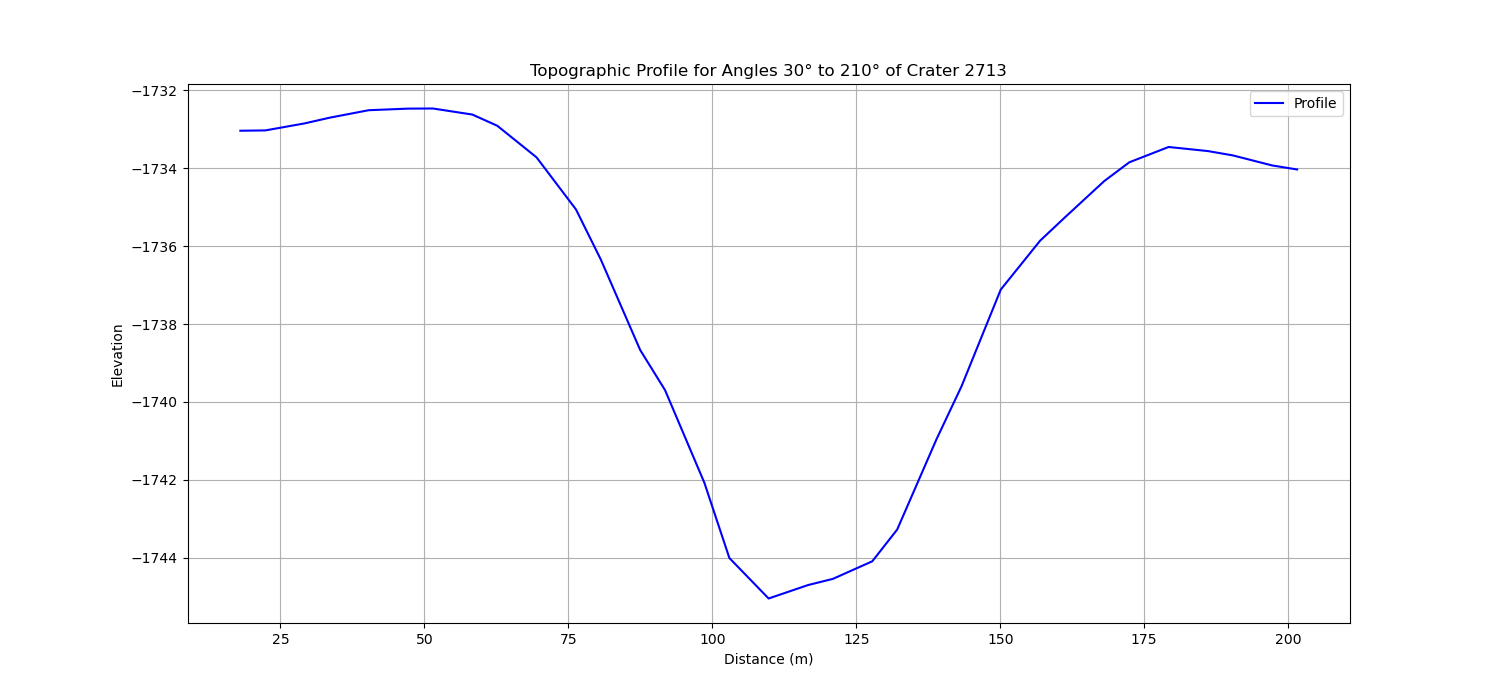 Topographic Profile for Angles 30° to 210° of Crater 2713
Profile
−1732
−1734
−1736
−1738
−1740
−1742
−1744
Elevation
25 50 75 100 125 150 175 200
Distance (m)